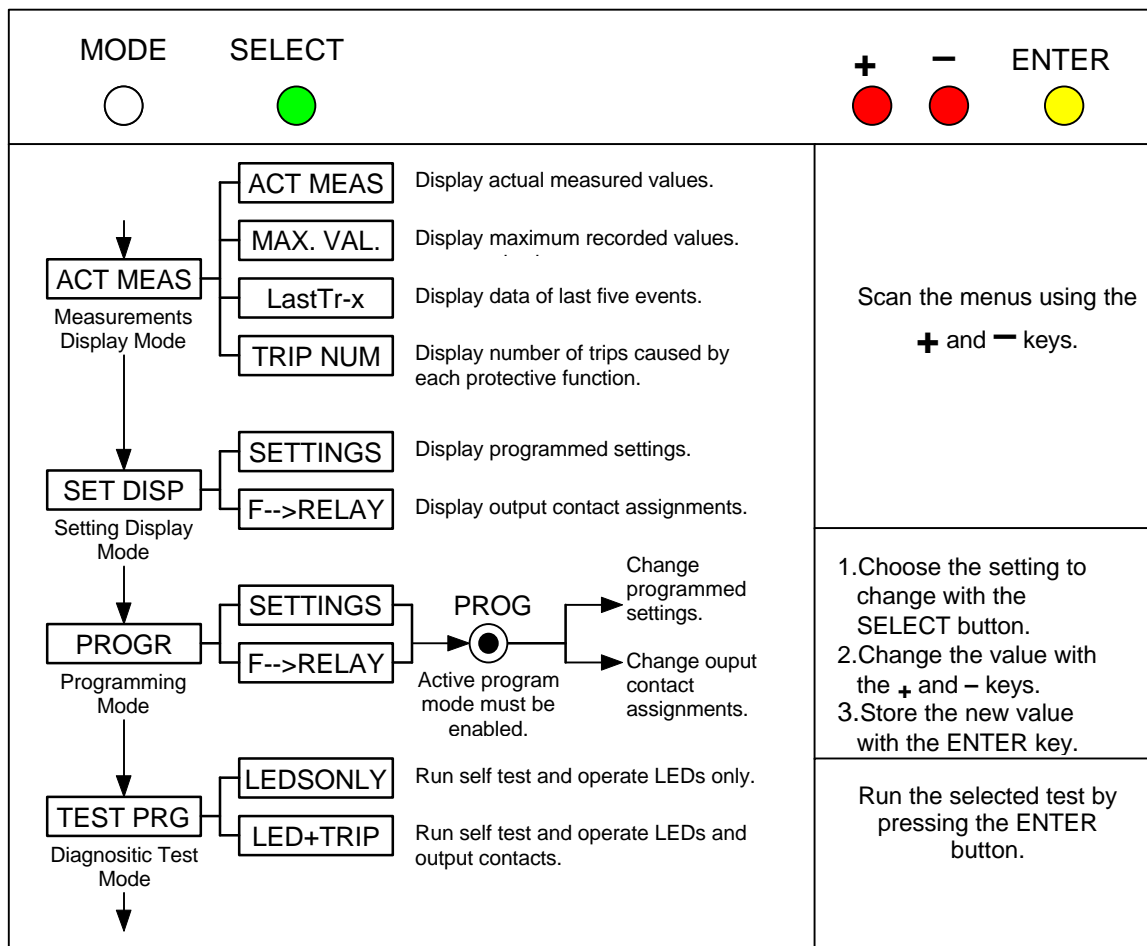 MODE SELECT + − ENTER
ACT MEAS Display actual measured values.
MAX. VAL. Display maximum recorded values.
ACT MEAS
LastTr-x Display data of last five events.
Measurements
Display Mode
TRIP NUM Display number of trips caused by
each protective function.
Scan the menus using the
+ and − keys.
SETTINGS Display programmed settings.
SET DISP
F-->RELAY Display output contact assignments.
Setting Display
Mode
SETTINGS
PROGR
F-->RELAY
Programming
Mode
PROG
Active program
mode must be
enabled.
Change
programmed
settings.
Change ouput
contact
assignments.
1.Choose the setting to
change with the
SELECT button.
2.Change the value with
the + and – keys.
3.Store the new value
with the ENTER key.
LEDSONLY Run self test and operate LEDs only.
TEST PRG
LED+TRIP Run self test and operate LEDs and
output contacts.
Diagnositic Test
Mode
Run the selected test by
pressing the ENTER
button.